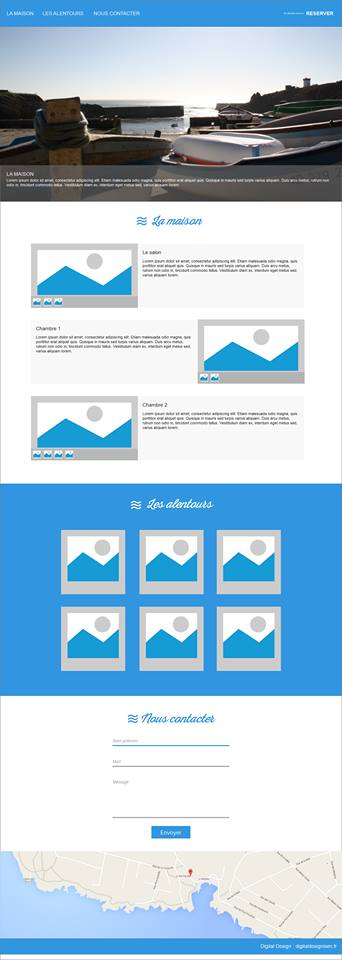 LA MAISON LES ALENTOURS NOUS CONTACTER RESERVER
LA MAISON
Lorem ipsum dolor sit amet, consectetur adipiscing elit. Etiam malesuada odio magna, quis porttitor erat aliquet quis. Quisque in mauris sed turpis varius aliquam. Duis arcu metus,
rutrum non dictum in, tincidunt commodo tellus. Vestibulum diam ex, interdum eget metus sed, varius aliquam lorem.
La maison
Le salon
Lorem ipsum dolor sit amet, consectetur adipiscing elit. Etiam malesuada odio magna, quis
porttitor erat aliquet quis. Quisque in mauris sed turpis varius aliquam. Duis arcu metus,
rutrum non dictum in, tincidunt commodo tellus. Vestibulum diam ex, interdum eget metus sed,
varius aliquam lorem.
Chambre 1
Lorem ipsum dolor sit amet, consectetur adipiscing elit. Etiam malesuada odio magna, quis
porttitor erat aliquet quis. Quisque in mauris sed turpis varius aliquam. Duis arcu metus,
rutrum non dictum in, tincidunt commodo tellus. Vestibulum diam ex, interdum eget metus sed,
varius aliquam lorem.
Chambre 2
Lorem ipsum dolor sit amet, consectetur adipiscing elit. Etiam malesuada odio magna, quis
porttitor erat aliquet quis. Quisque in mauris sed turpis varius aliquam. Duis arcu metus,
rutrum non dictum in, tincidunt commodo tellus. Vestibulum diam ex, interdum eget metus sed,
varius aliquam lorem.
Les alentours
Nous contacter
Nom prénom
Mail
Message
Envoyer